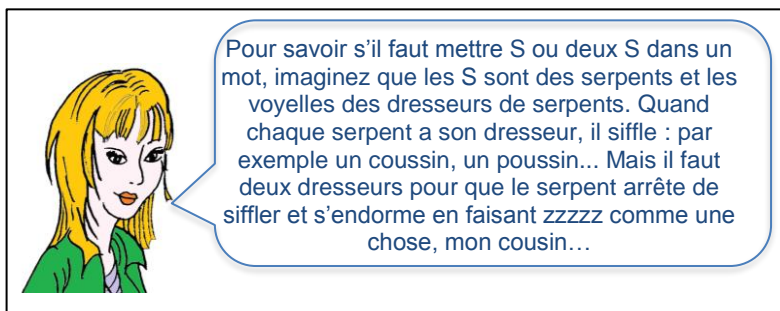 Pour savoir s'il faut mettre S ou deux S dans un
mot, imaginez que les S sont des serpents et les
voyelles des dresseurs de serpents. Quand
chaque serpent a son dresseur, il siffle : par
exemple un coussin, un poussin... Mais il faut
deux dresseurs pour que le serpent arrête de
siffler et s'endorme en faisant zzzzz comme une
chose, mon cousin…